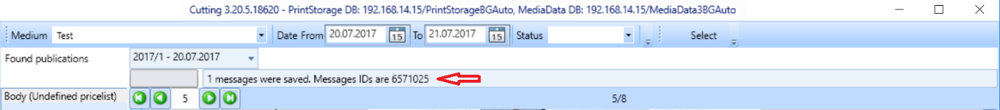 Cutting 3.20.5.18620 - PrintStorage DB: 192.168.14.15/PrintStorageBGAuto, MediaData DB: 192.168.14.15/MediaData3BGAuto
Medium Test Date From 20.07.2017 15 To 21.07.2017 15 Status Select
Found publications 2017/1 - 20.07.2017
1 messages were saved. Messages IDs are 6571025
Body (Undefined pricelist) 5 5/8